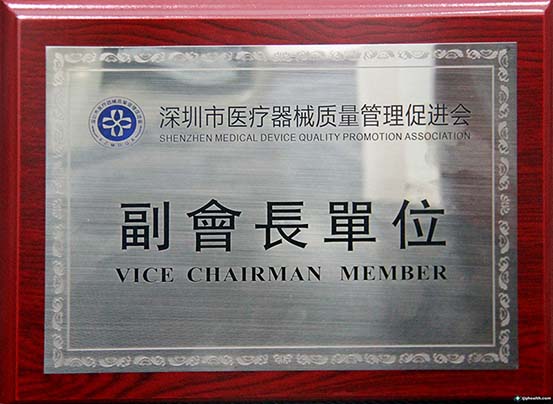 深圳市医疗器械质量管理促进会
SHENZHEN MEDICAL DEVICE QUALITY PROMOTION ASSOCIATION
副會長單位
VICE CHAIRMAN MEMBER